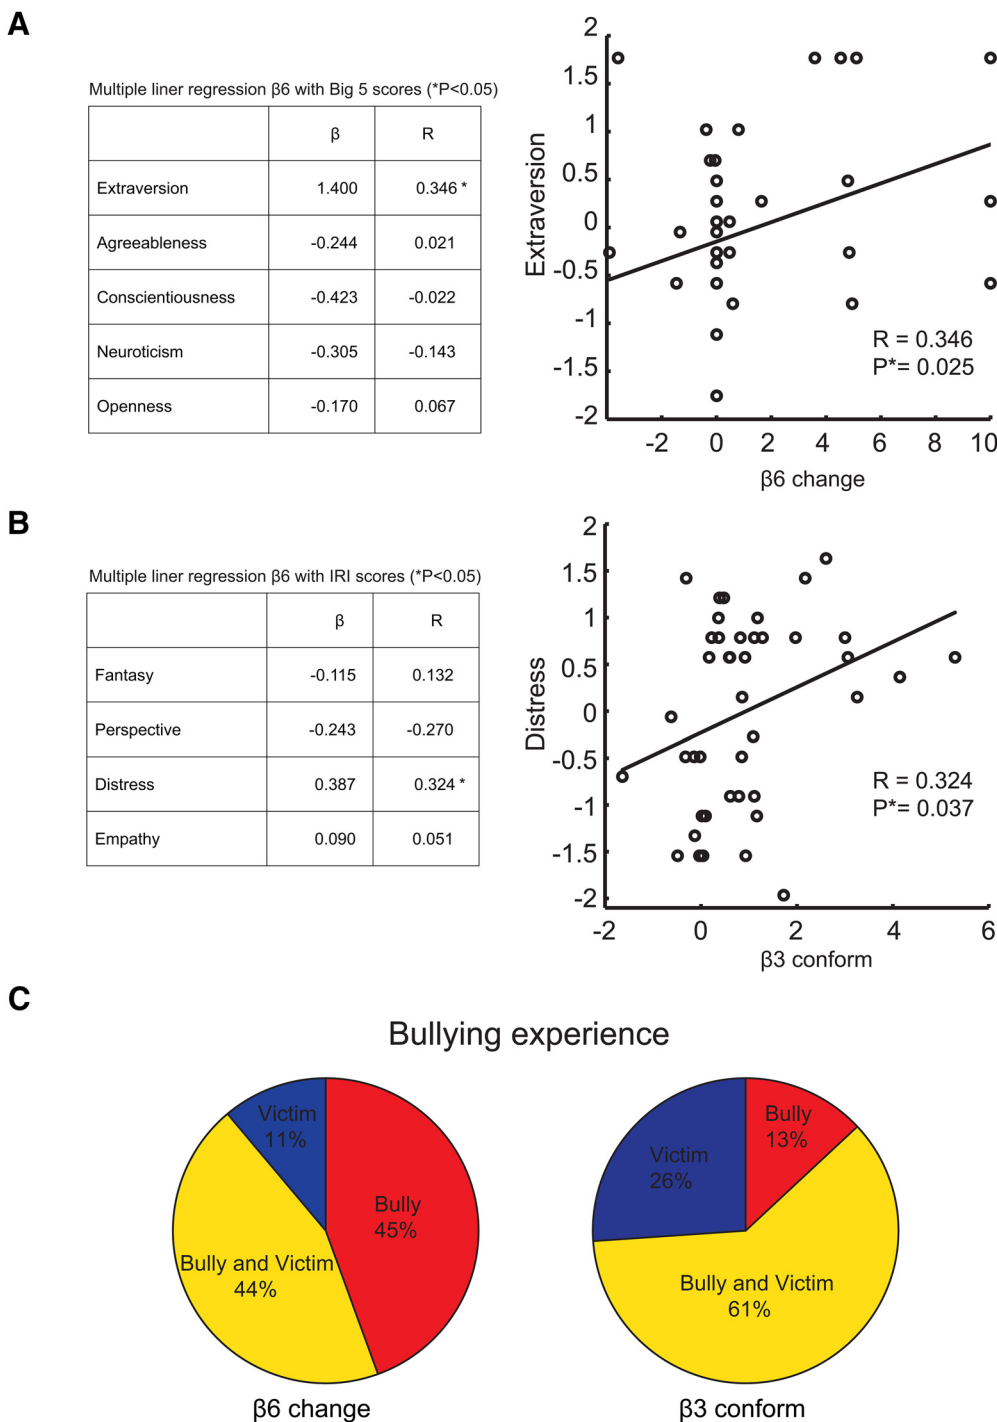 A
Multiple liner regression β6 with Big 5 scores (*P<0.05)
β R
Extraversion 1.400 0.346 *
Agreeableness -0.244 0.021
Conscientiousness -0.423 -0.022
Neuroticism -0.305 -0.143
Openness -0.170 0.067
Extraversion
2
1.5
1
0.5
0
-0.5
-1
-1.5
-2
R = 0.346
P*= 0.025
-2 0 2 4 6 8 10
β6 change
B
Multiple liner regression β6 with IRI scores (*P<0.05)
β R
Fantasy -0.115 0.132
Perspective -0.243 -0.270
Distress 0.387 0.324 *
Empathy 0.090 0.051
Distress
2
1.5
1
0.5
0
-0.5
-1
-1.5
-2
R = 0.324
P*= 0.037
-2 0 2 4 6
β3 conform
C
Bullying experience
Victim
11%
Bully
45%
Bully and Victim
44%
β6 change
Bully
13%
Victim
26%
Bully and Victim
61%
β3 conform